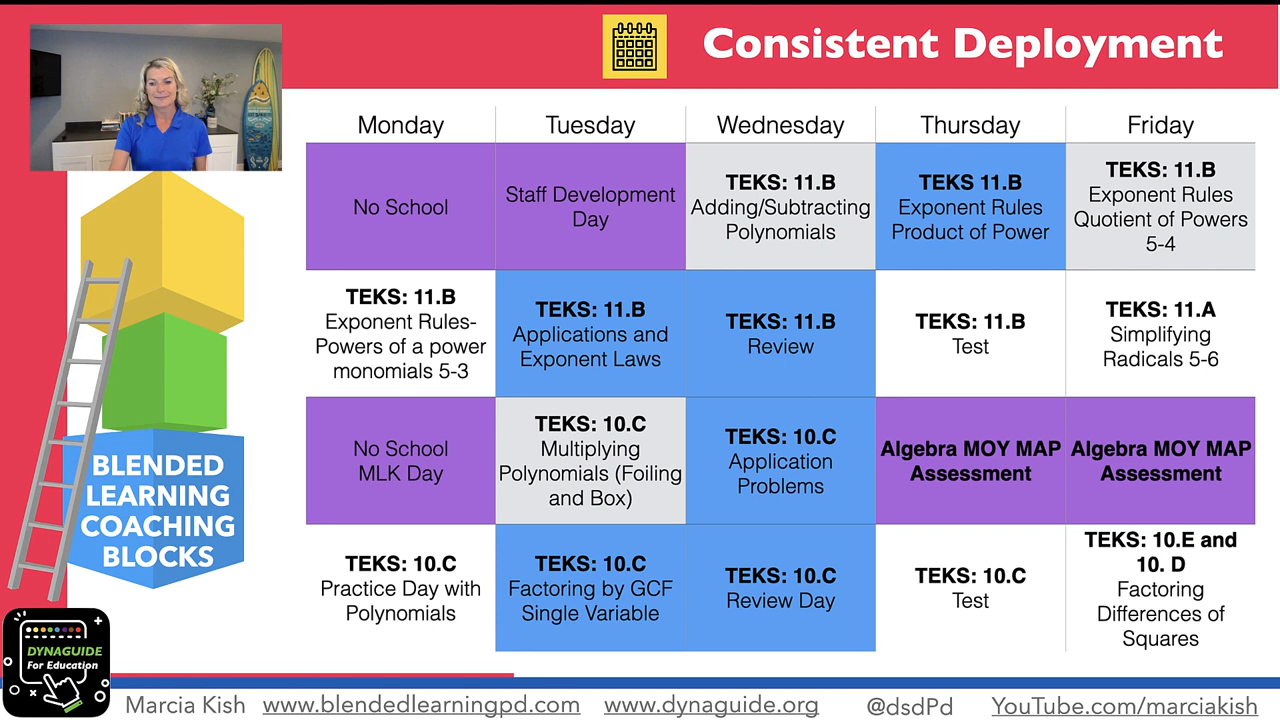 Consistent Deployment
Monday
Tuesday
Wednesday
Thursday
Friday
No School
Staff Development
Day
TEKS: 11.B
Adding/Subtracting
Polynomials
TEKS 11.B
Exponent Rules
Product of Power
TEKS: 11.B
Exponent Rules
Quotient of Powers
5-4
TEKS: 11.B
Exponent Rules-
Powers of a power
monomials 5-3
TEKS: 11.B
Applications and
Exponent Laws
TEKS: 11.B
Review
TEKS: 11.B
Test
TEKS: 11.A
Simplifying
Radicals 5-6
No School
MLK Day
TEKS: 10.C
Multiplying
Polynomials (Foiling
and Box)
TEKS: 10.C
Application
Problems
Algebra MOY MAP
Assessment
Algebra MOY MAP
Assessment
TEKS: 10.C
Practice Day with
Polynomials
TEKS: 10.C
Factoring by GCF
Single Variable
TEKS: 10.C
Review Day
TEKS: 10.C
Test
TEKS: 10.E and
10. D
Factoring
Differences of
Squares
BLENDED
LEARNING
COACHING
BLOCKS
DYNAGUIDE
For Education
Marcia Kish www.blendedlearningpd.com www.dynaguide.org @dsdPd YouTube.com/marciakish